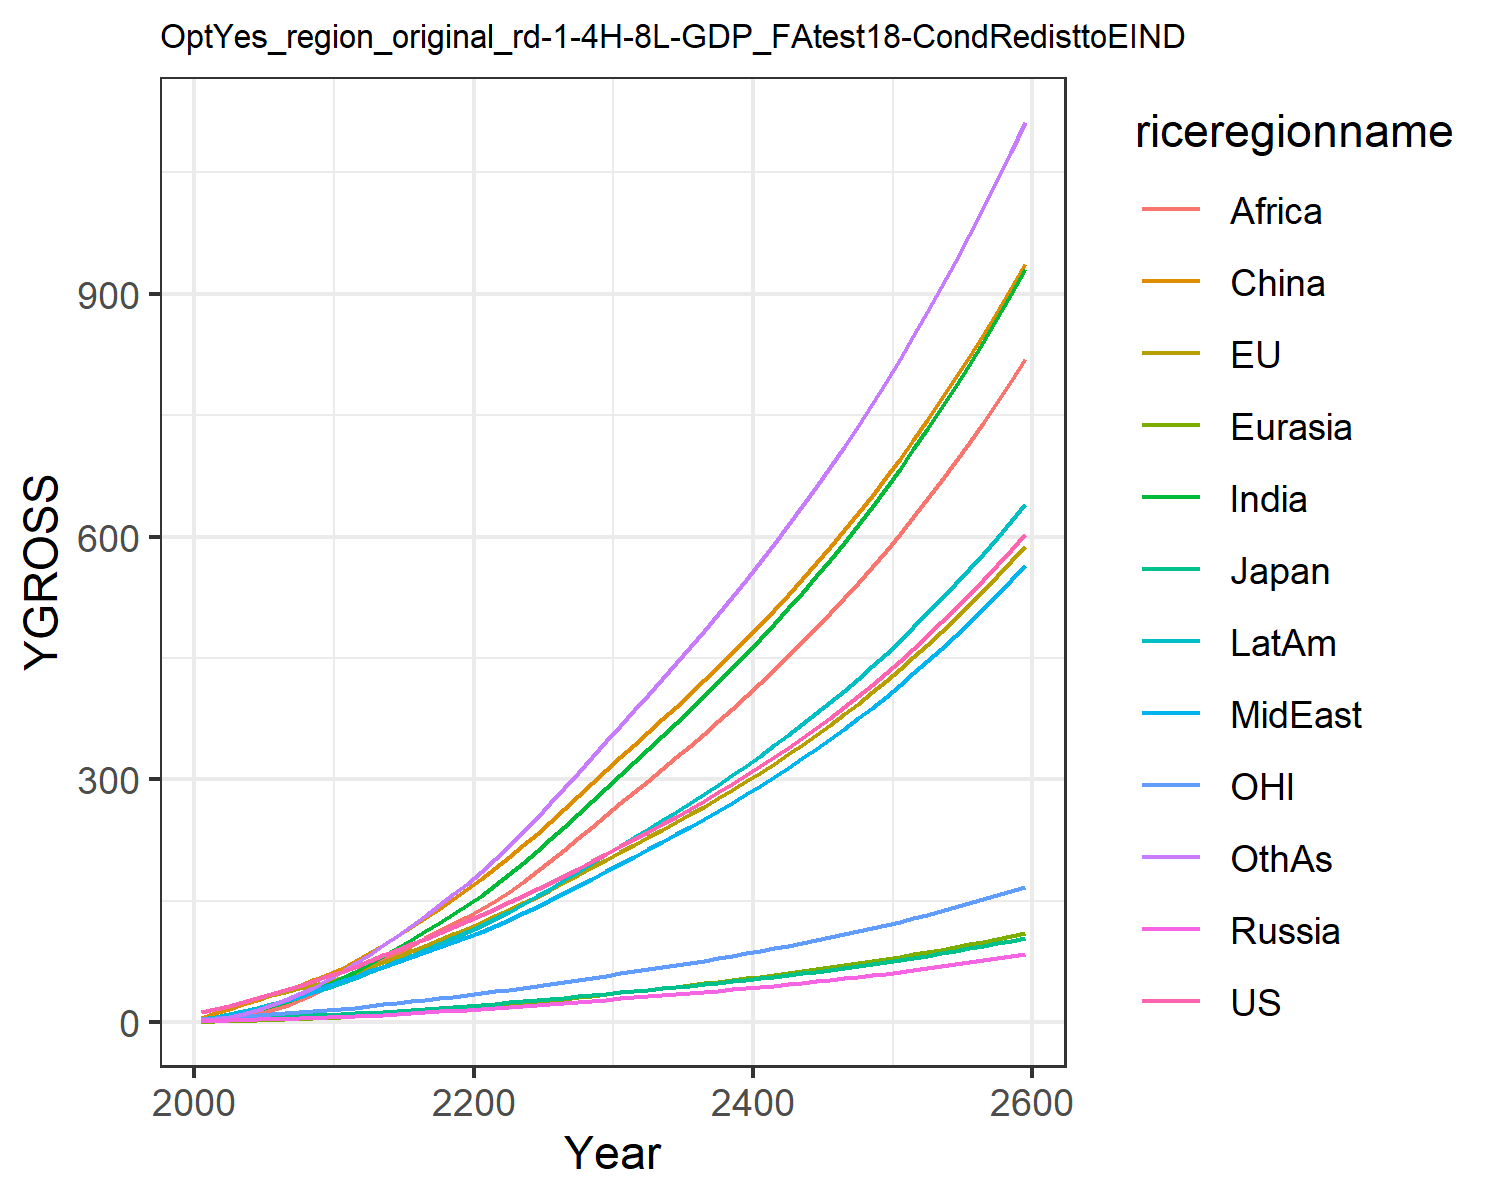 OptYes_region_original_rd-1-4H-8L-GDP_FAtest18-CondRedisttoEIND
YGROSS
900
600
300
0
2000
2200
2400
2600
Year
riceregionname
Africa
China
EU
Eurasia
India
Japan
LatAm
MidEast
OHI
OthAs
Russia
US